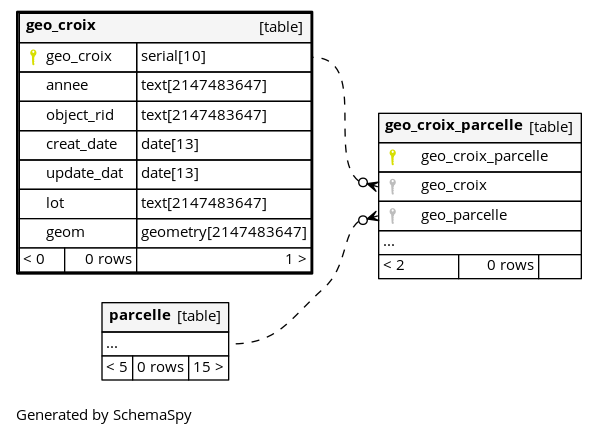 geo_croix [table]
geo_croix serial[10]
annee text[2147483647]
object_rid text[2147483647]
creat_date date[13]
update_dat date[13]
lot text[2147483647]
geom geometry[2147483647]
< 0 0 rows 1 >
geo_croix_parcelle [table]
geo_croix_parcelle
geo_croix
geo_parcelle
...
< 2 0 rows
parcelle [table]
...
< 5 0 rows 15 >
Generated by SchemaSpy